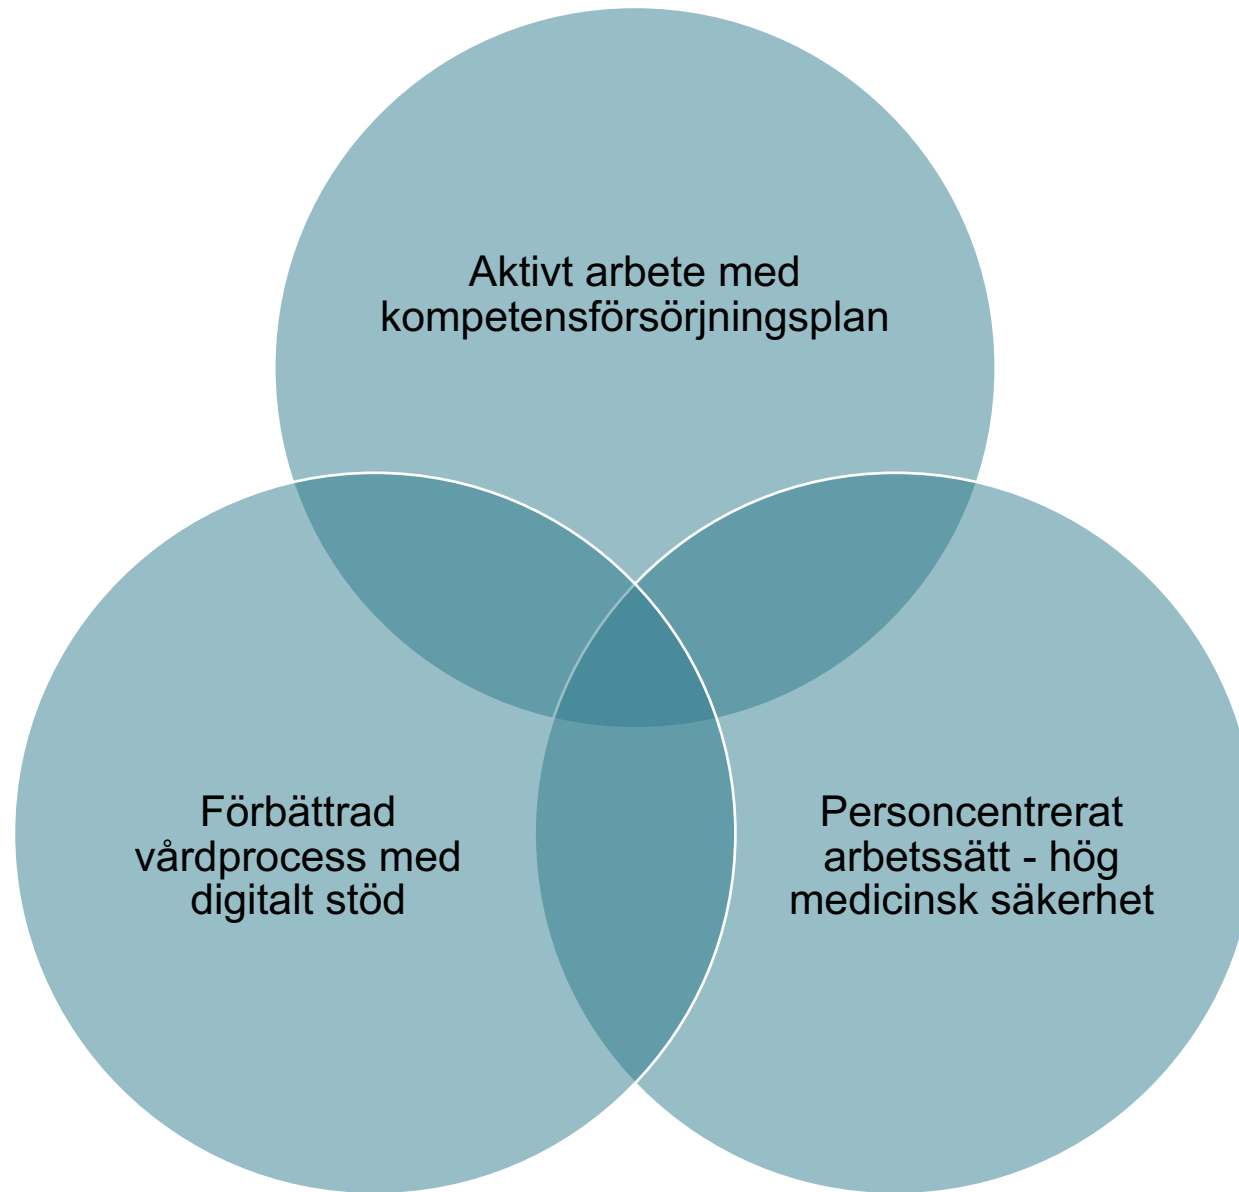 Aktivt arbete med
kompetensförsörjningsplan
Förbättrad
vårdprocess med
digitalt stöd
Personcentrerat
arbetssätt - hög
medicinsk säkerhet